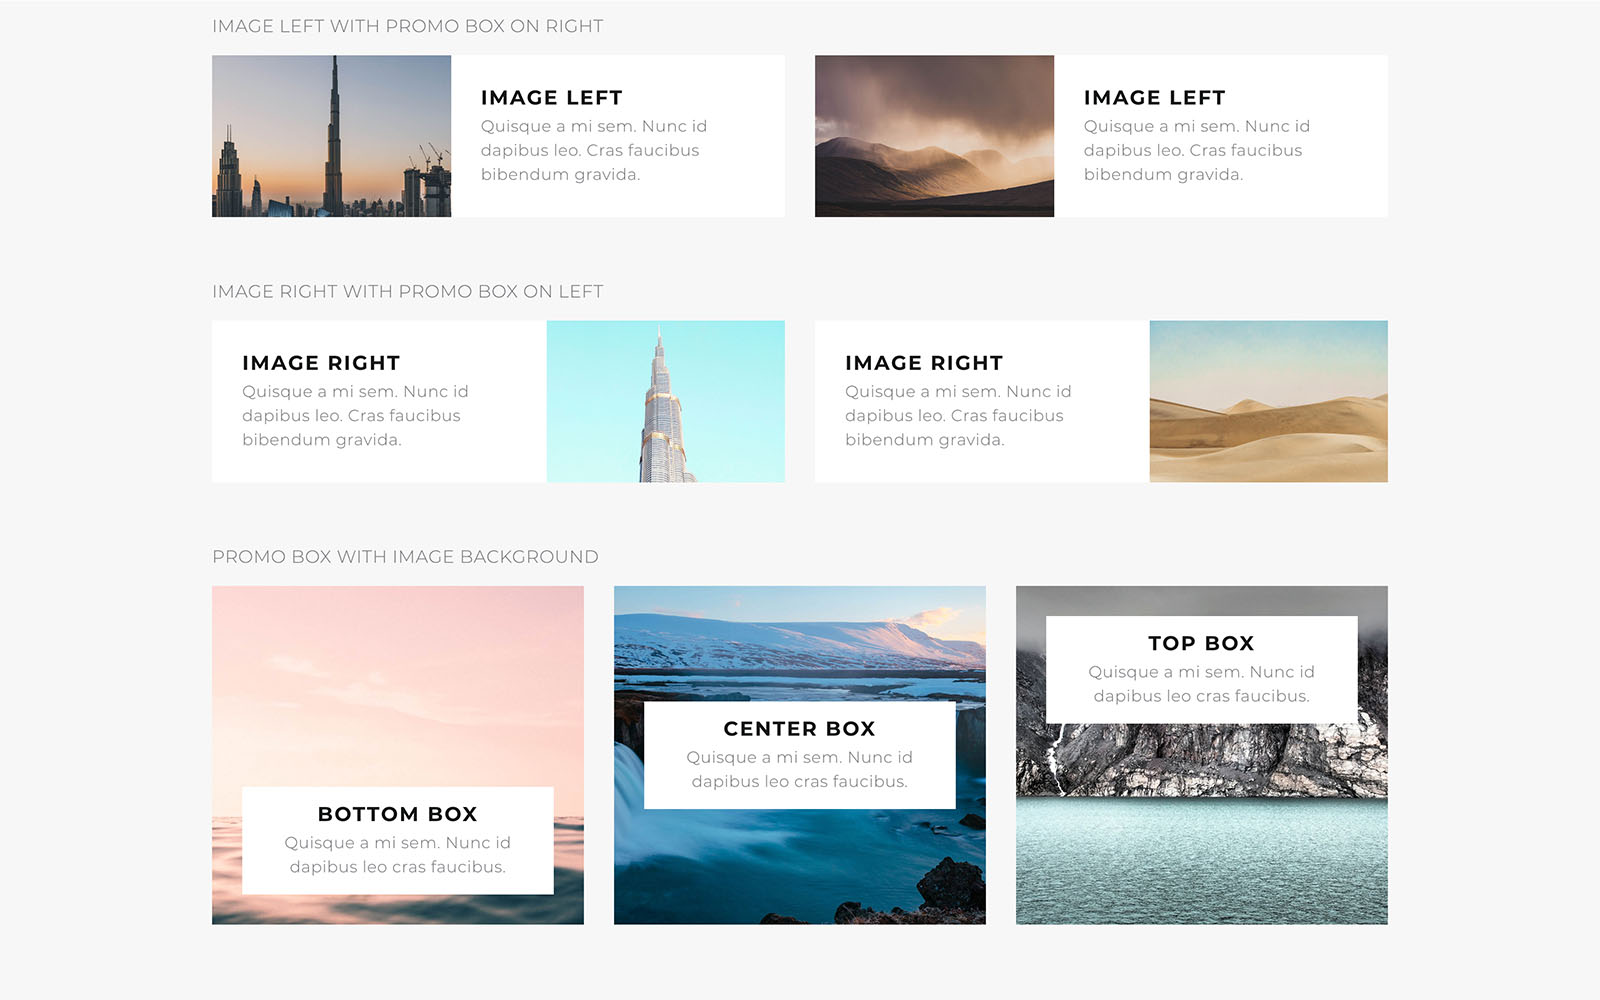 IMAGE LEFT WITH PROMO BOX ON RIGHT
IMAGE LEFT
Quisque a mi sem. Nunc id
dapibus leo. Cras faucibus
bibendum gravida.
IMAGE LEFT
Quisque a mi sem. Nunc id
dapibus leo. Cras faucibus
bibendum gravida.
IMAGE RIGHT WITH PROMO BOX ON LEFT
IMAGE RIGHT
Quisque a mi sem. Nunc id
dapibus leo. Cras faucibus
bibendum gravida.
IMAGE RIGHT
Quisque a mi sem. Nunc id
dapibus leo. Cras faucibus
bibendum gravida.
PROMO BOX WITH IMAGE BACKGROUND
BOTTOM BOX
Quisque a mi sem. Nunc id
dapibus leo cras faucibus.
CENTER BOX
Quisque a mi sem. Nunc id
dapibus leo cras faucibus.
TOP BOX
Quisque a mi sem. Nunc id
dapibus leo cras faucibus.